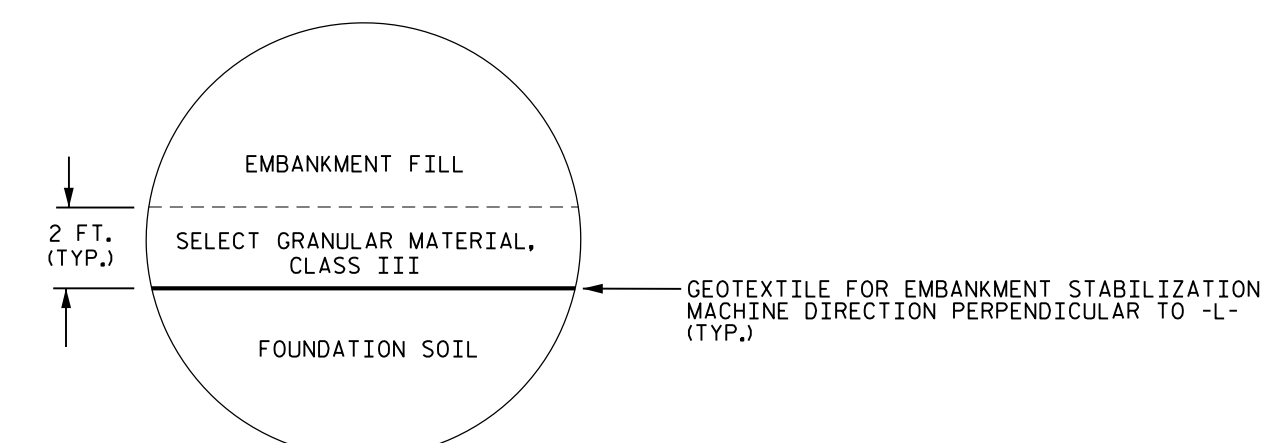 EMBANKMENT FILL
2 FT.
(TYP.)
SELECT GRANULAR MATERIAL,
CLASS III
GEOTEXTILE FOR EMBANKMENT STABILIZATION
MACHINE DIRECTION PERPENDICULAR TO -L-
(TYP.)
FOUNDATION SOIL